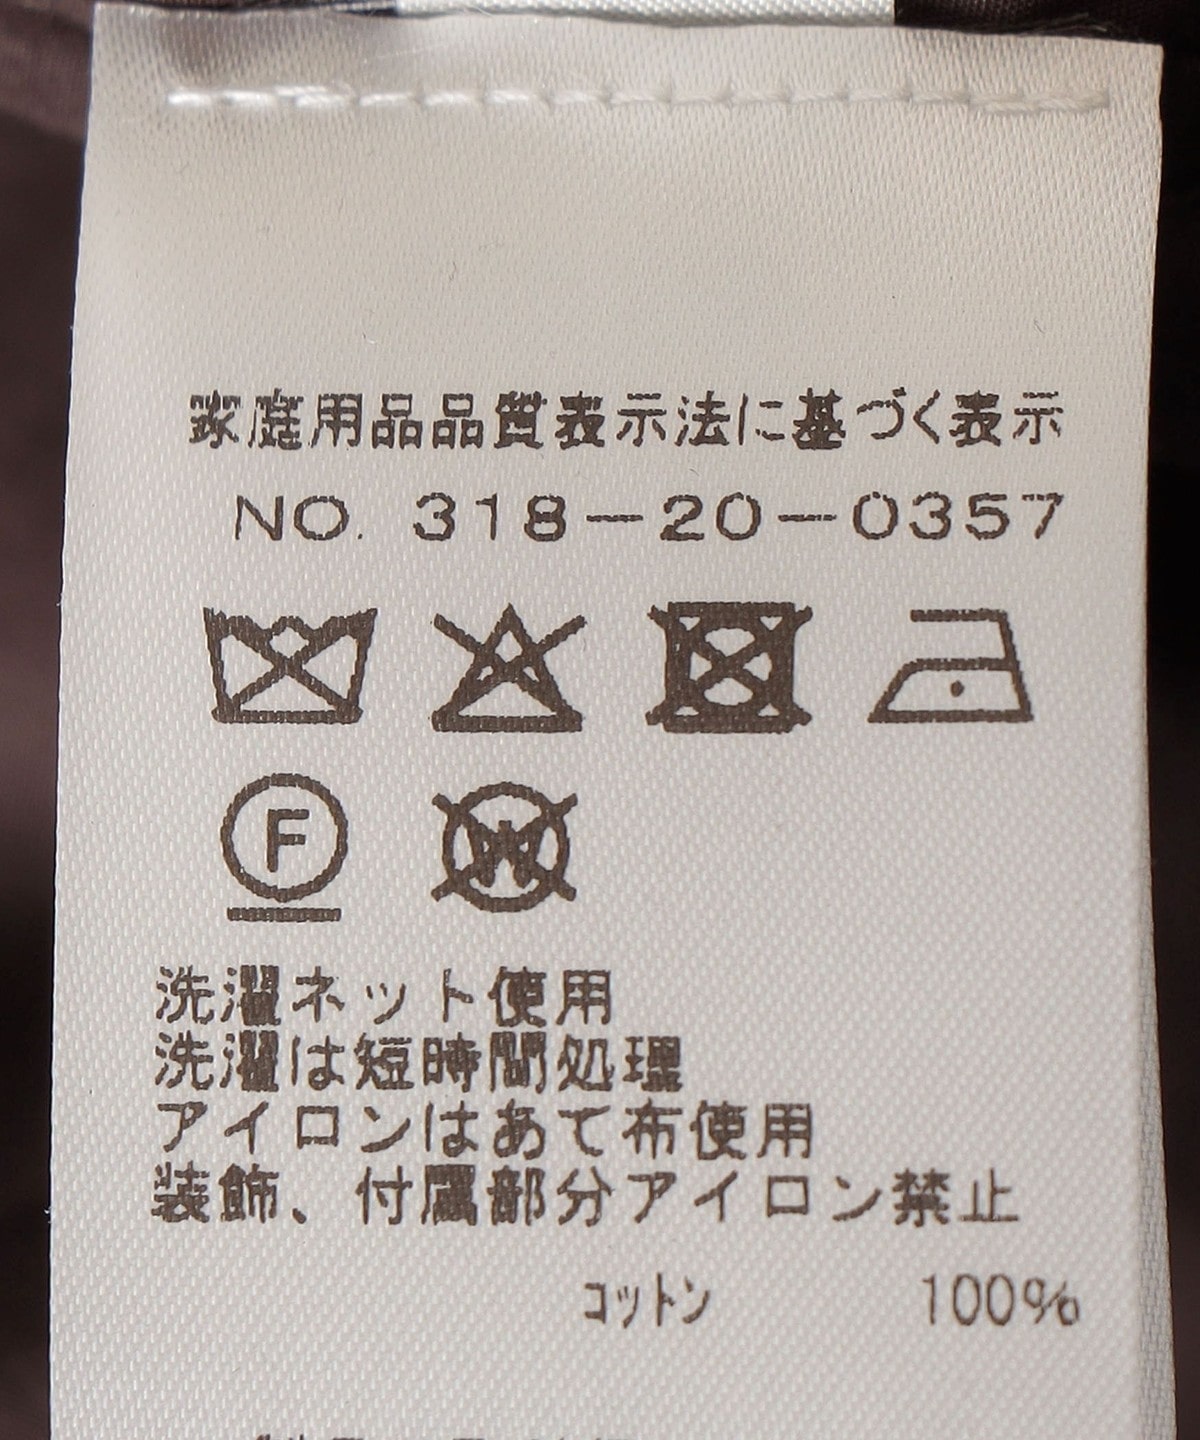 家庭用品品質表示法に基づく表示
NO. 318-20-0357
F
W
洗濯ネット使用
洗濯は短時間処理
アイロンはあて布使用
装飾、付属部分アイロン禁止
コットン 100%